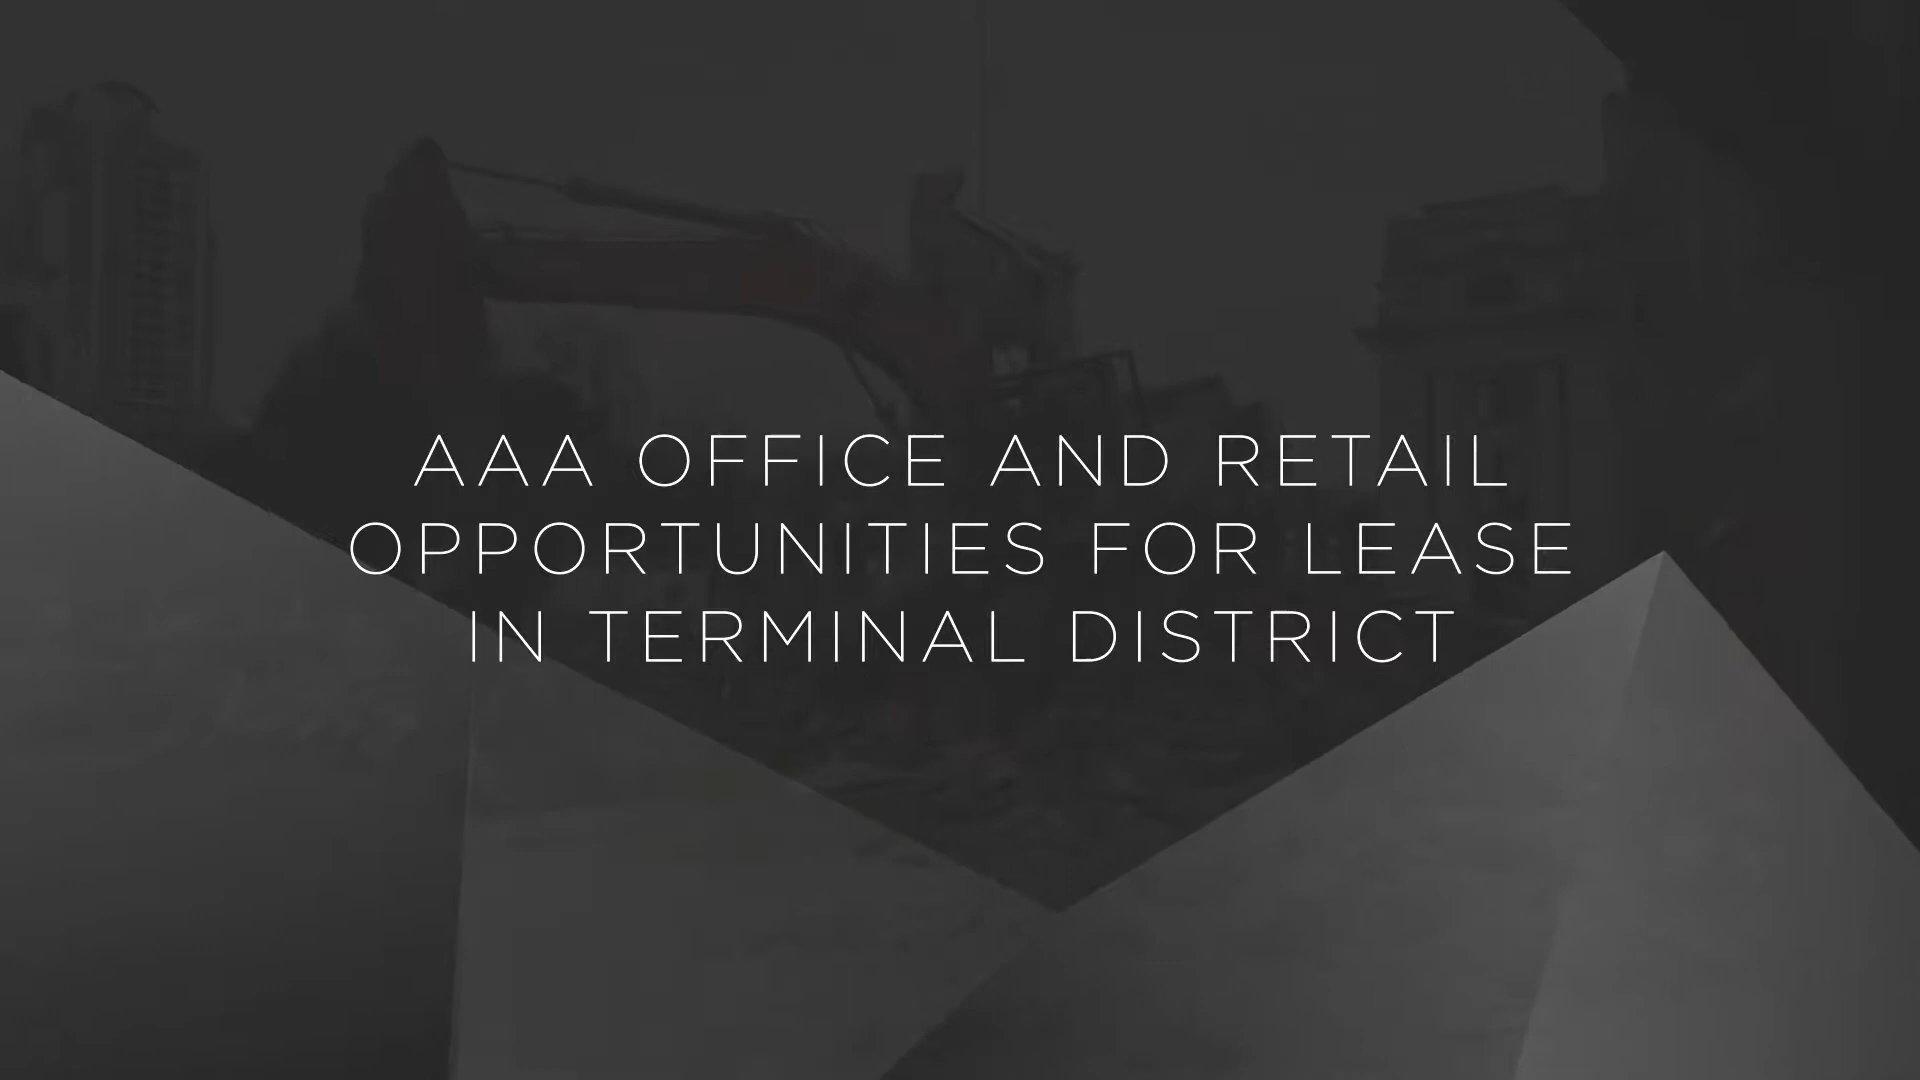 AAA OFFICE AND RETAIL
OPPORTUNITIES FOR LEASE
IN TERMINAL DISTRICT